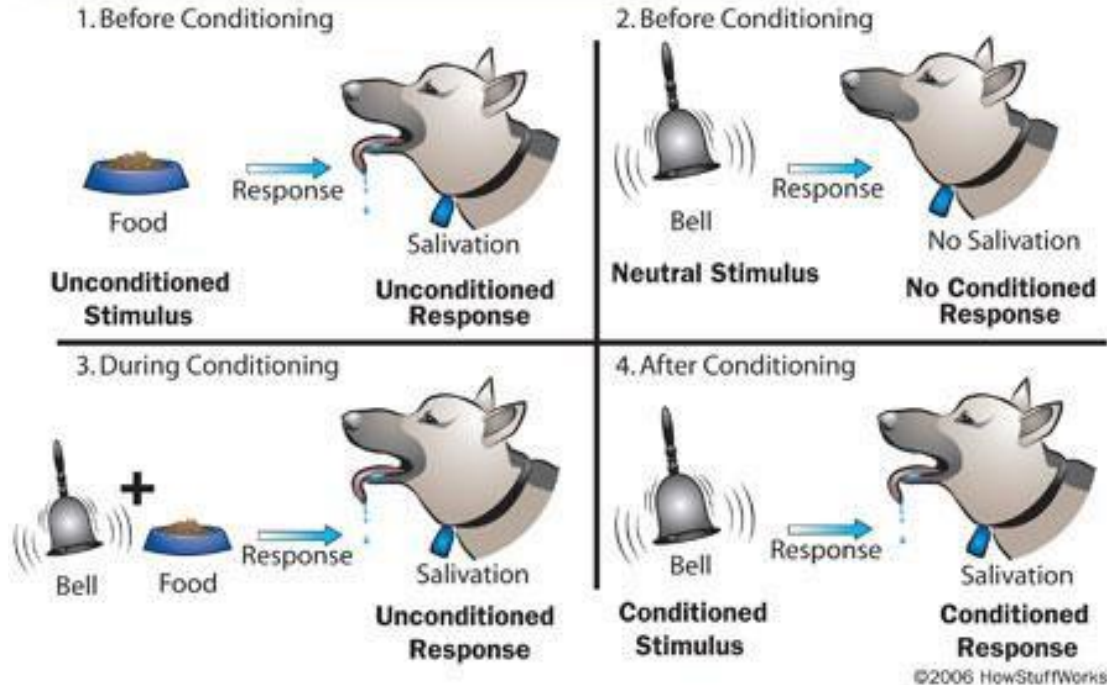 1. Before Conditioning
Food
Response
Salivation
Unconditioned
Stimulus
Unconditioned
Response
2. Before Conditioning
Bell
Response
No Salivation
Neutral Stimulus
No Conditioned
Response
3. During Conditioning
+
Bell
Food
Response
Salivation
Unconditioned
Response
4. After Conditioning
Bell
Response
Salivation
Conditioned
Stimulus
Conditioned
Response
©2006 HowStuffWorks